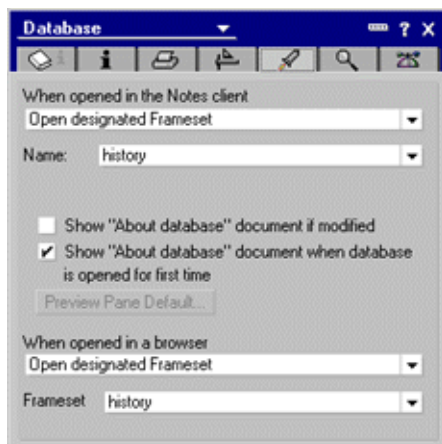 Database
? X
i i
When opened in the Notes client
Open designated Frameset
Name: history
Show "About database" document if modified
Show "About database" document when database
is opened for first time
Preview Pane Default...
When opened in a browser
Open designated Frameset
Frameset history